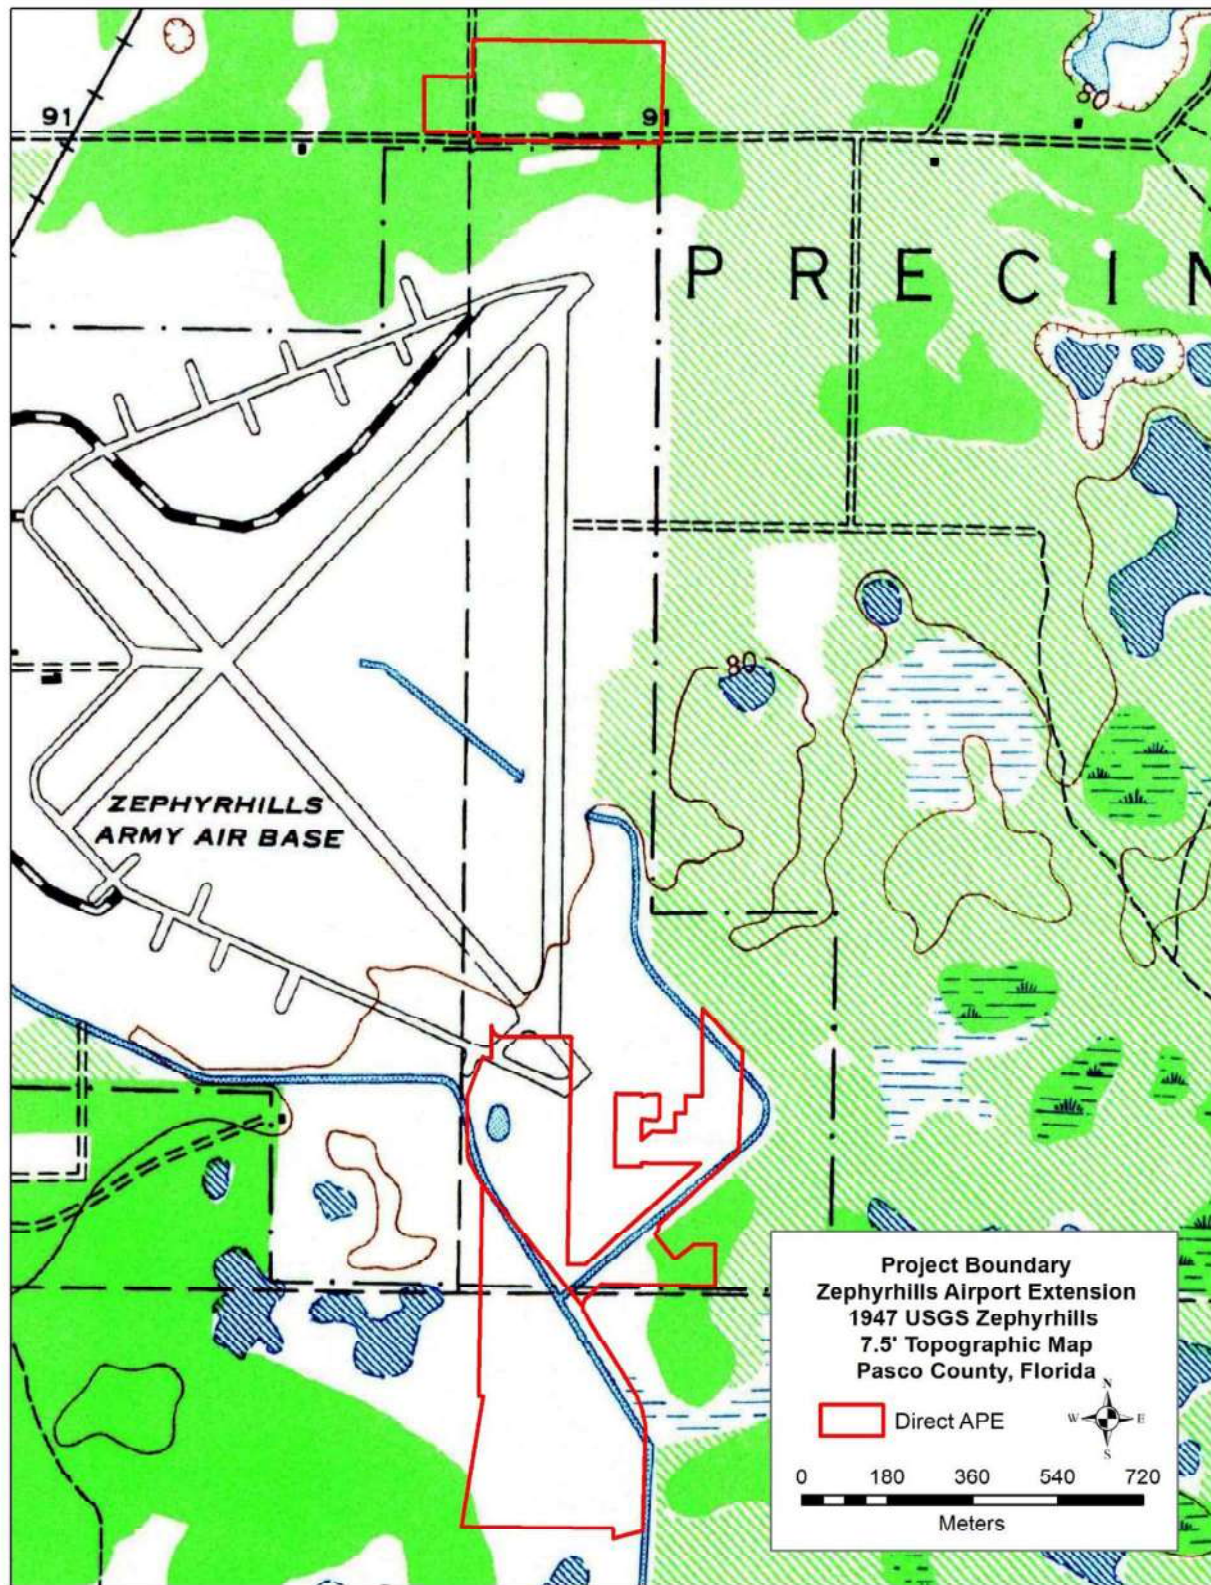 91
91
80
P R E C I N
80
ZEPHYRHILLS
ARMY AIR BASE
Project Boundary
Zephyrhills Airport Extension
1947 USGS Zephyrhills
7.5' Topographic Map
Pasco County, Florida
Direct APE
N
W E
S
0 180 360 540 720
Meters